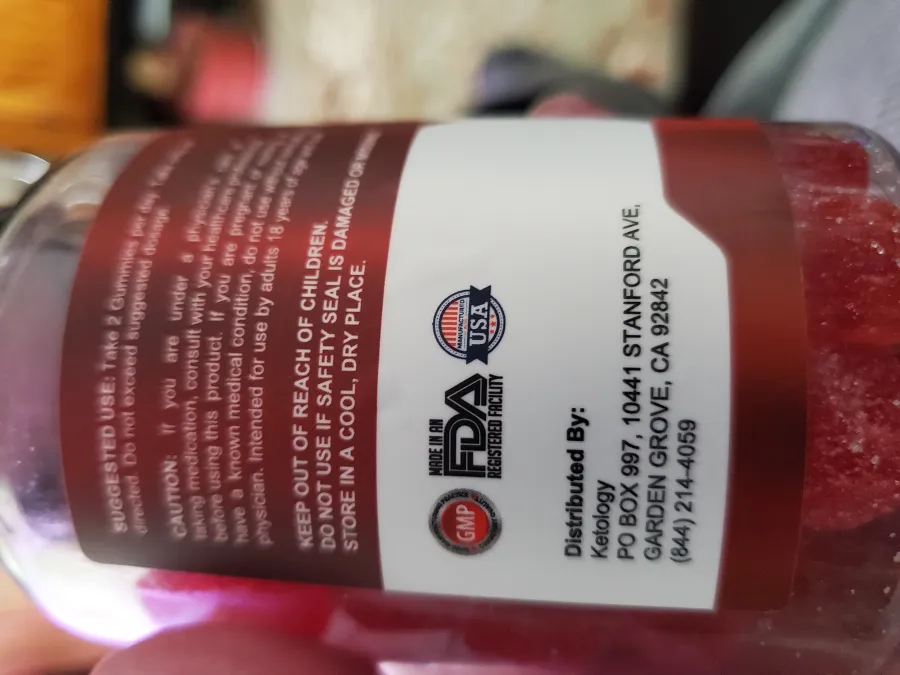 SUGGESTED USE: Take 2 Gummies per day
directed. Do not exceed suggested dosage
CAUTION: If you are under a physician's
taking medication, consult with your healthcare
before using this product. If you are pregnant or
have a known medical condition, do not use
physician. Intended for use by adults 18 years of age
KEEP OUT OF REACH OF CHILDREN.
DO NOT USE IF SAFETY SEAL IS DAMAGED OR
STORE IN A COOL, DRY PLACE.
GMP
MADE IN AN
FDA
REGISTERED FACILITY
MANUFACTURED
USA
Distributed By:
Ketology
PO BOX 997, 10441 STANFORD AVE,
GARDEN GROVE, CA 92842
(844) 214-4059